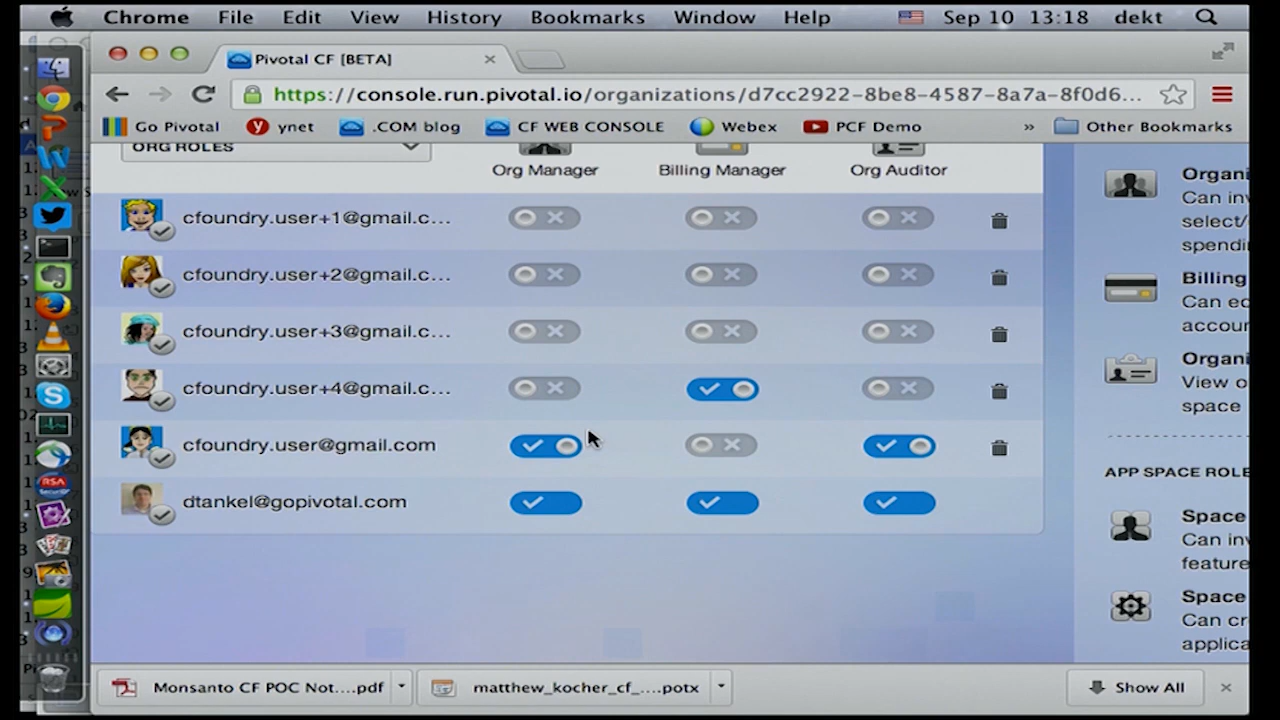 Chrome File Edit View History Bookmarks Window Help Sep 10 13:18 dekt
Pivotal CF [BETA]
https://console.run.pivotal.io/organizations/d7cc2922-8be8-4587-8a7a-8f0d6...
Go Pivotal ynet .COM blog CF WEB CONSOLE Webex PCF Demo » Other Bookmarks
ORG ROLES
Org Manager Billing Manager Org Auditor
cfoundry.user+1@gmail.c...
cfoundry.user+2@gmail.c...
cfoundry.user+3@gmail.c...
cfoundry.user+4@gmail.c...
cfoundry.user@gmail.com
dtankel@gopivotal.com
Organi
Can inv
select/
spendin
Billing
Can ed
accoun
Organi
View o
space
APP SPACE ROLE
Space
Can inv
feature
Space
Can cr
applica
Monsanto CF POC Not....pdf matthew_kocher_cf_....potx Show All